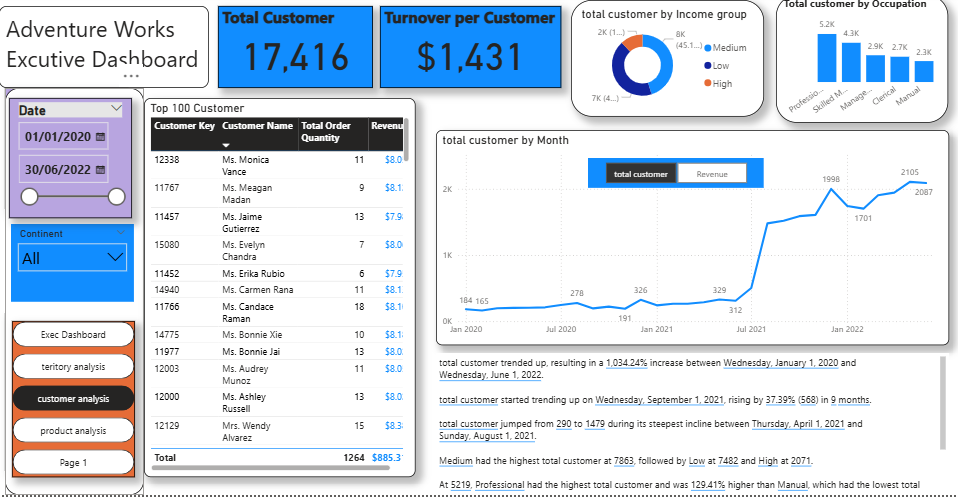 Adventure Works
Excutive Dashboard
Total Customer
17,416
Turnover per Customer
$1,431
total customer by Income group
2K (1...)
8K
(45.1...)
7K (4...)
Medium
Low
High
Total customer by Occupation
5.2K
4.3K
2.9K
2.7K
2.3K
Professio...
Skilled M...
Manage...
Clerical
Manual
Date
01/01/2020
30/06/2022
Continent
All
Exec Dashboard
teritory analysis
customer analysis
product analysis
Page 1
Top 100 Customer
Customer Key Customer Name Total Order Quantity Revenu
12338 Ms. Monica Vance 11 $8.0
11767 Ms. Meagan Madan 9 $8.1
11457 Ms. Jaime Gutierrez 13 $7.9
15080 Ms. Evelyn Chandra 7 $8.0
11452 Ms. Erika Rubio 6 $7.9
14940 Ms. Carmen Rana 11 $8.1
11766 Ms. Candace Raman 18 $8.1
14775 Ms. Bonnie Xie 10 $8.1
11977 Ms. Bonnie Jai 13 $8.0
12003 Ms. Audrey Munoz 11 $8.0
12000 Ms. Ashley Russell 13 $8.0
12129 Mrs. Wendy Alvarez 15 $8.3
Total 1264 $885.3
total customer by Month
total customer
Revenue
2K
1K
0K
184 165
278
191
326
329
312
1998
1701
2105
2087
Jan 2020
Jul 2020
Jan 2021
Jul 2021
Jan 2022
total customer trended up, resulting in a 1,034.24% increase between Wednesday, January 1, 2020 and
Wednesday, June 1, 2022.
total customer started trending up on Wednesday, September 1, 2021, rising by 37.39% (568) in 9 months.
total customer jumped from 290 to 1479 during its steepest incline between Thursday, April 1, 2021 and
Sunday, August 1, 2021.
Medium had the highest total customer at 7863, followed by Low at 7482 and High at 2071.
At 5219, Professional had the highest total customer and was 129.41% higher than Manual, which had the lowest total